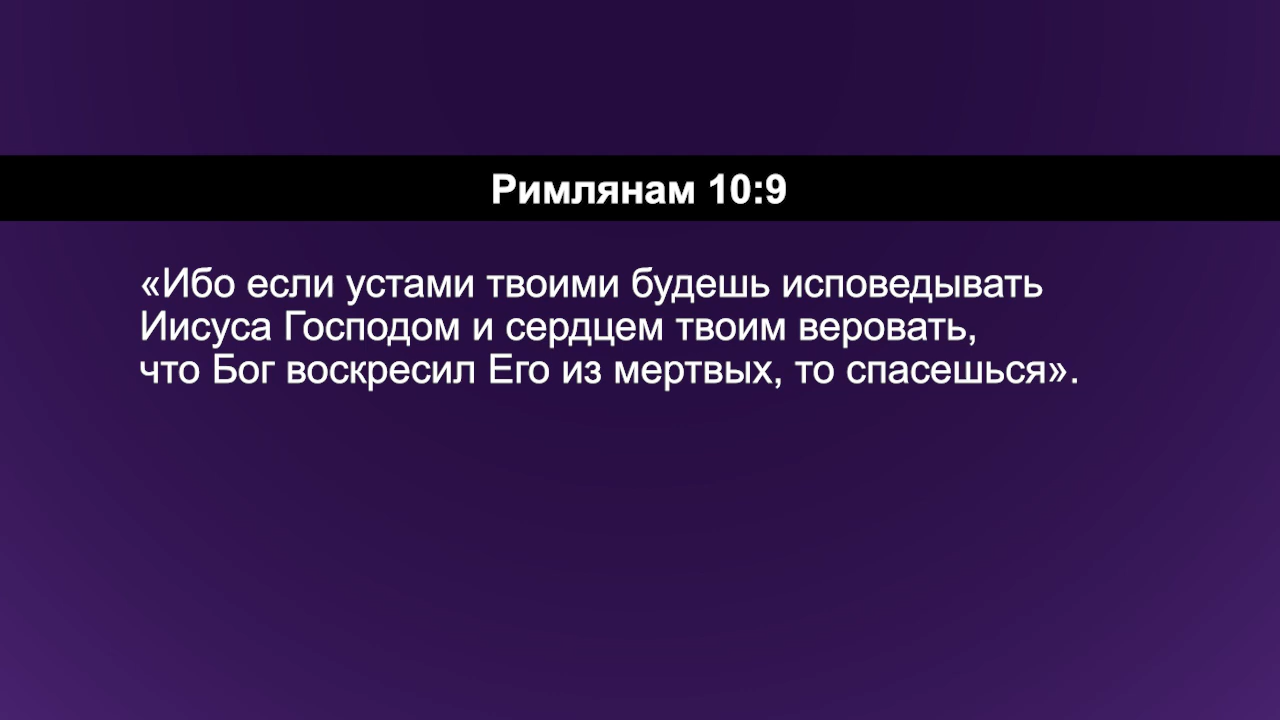 Римлянам 10:9
«Ибо если устами твоими будешь исповедывать
Иисуса Господом и сердцем твоим веровать,
что Бог воскресил Его из мертвых, то спасешься».